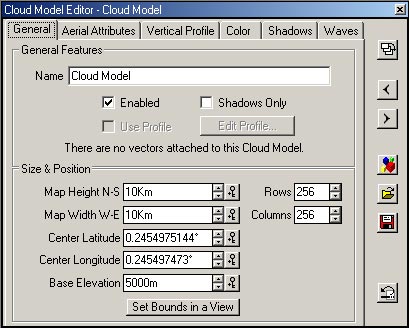 Cloud Model Editor - Cloud Model
General Aerial Attributes Vertical Profile Color Shadows Waves
General Features
Name Cloud Model
Enabled Shadows Only
Use Profile Edit Profile...
There are no vectors attached to this Cloud Model.
Size & Position
Map Height N-S 10Km Rows 256
Map Width W-E 10Km Columns 256
Center Latitude 0.2454975144°
Center Longitude 0.245497473°
Base Elevation 5000m
Set Bounds in a View